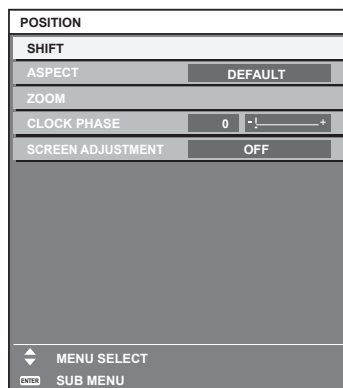 POSITION
SHIFT
ASPECT DEFAULT
ZOOM
CLOCK PHASE 0 - +
SCREEN ADJUSTMENT OFF
MENU SELECT
ENTER SUB MENU